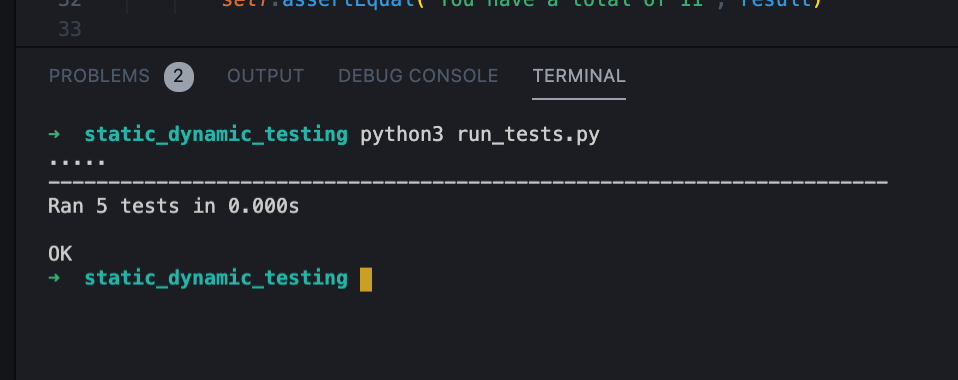 32 self.assertEqual("You have a total of 11", result)
33
PROBLEMS 2 OUTPUT DEBUG CONSOLE TERMINAL
➜ static_dynamic_testing python3 run_tests.py
.....
----------------------------------------------------------------------
Ran 5 tests in 0.000s
OK
➜ static_dynamic_testing